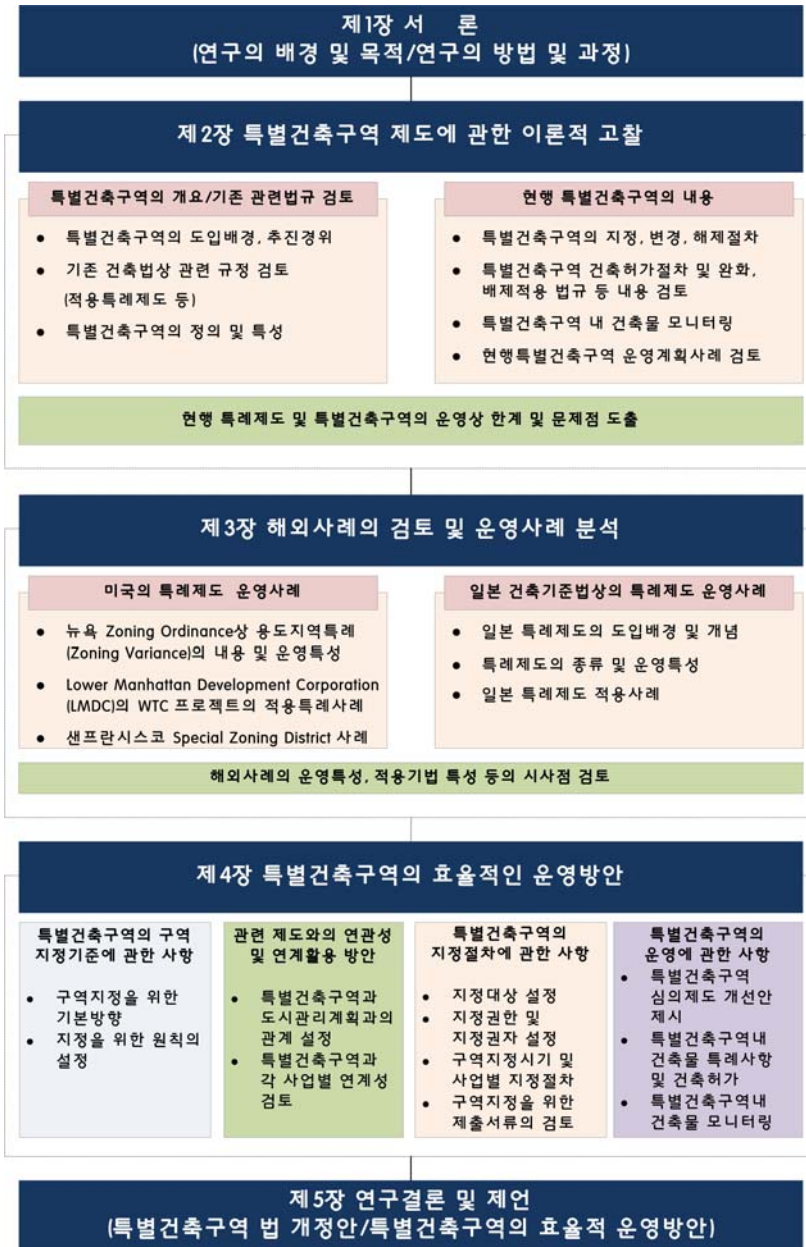 제1장 서 론
(연구의 배경 및 목적/연구의 방법 및 과정)
제2장 특별건축구역 제도에 관한 이론적 고찰
특별건축구역의 개요/기존 관련법규 검토
• 특별건축구역의 도입배경, 추진경위
• 기존 건축법상 관련 규정 검토
(적용특례제도 등)
• 특별건축구역의 정의 및 특성
현행 특별건축구역의 내용
• 특별건축구역의 지정, 변경, 해제절차
• 특별건축구역 건축허가절차 및 완화,
배제적용 법규 등 내용 검토
• 특별건축구역 내 건축물 모니터링
• 현행특별건축구역 운영계획사례 검토
현행 특례제도 및 특별건축구역의 운영상 한계 및 문제점 도출
제3장 해외사례의 검토 및 운영사례 분석
미국의 특례제도 운영사례
• 뉴욕 Zoning Ordinance상 용도지역특례
(Zoning Variance)의 내용 및 운영특성
• Lower Manhattan Development Corporation
(LMDC)의 WTC 프로젝트의 적용특례사례
• 샌프란시스코 Special Zoning District 사례
일본 건축기준법상의 특례제도 운영사례
• 일본 특례제도의 도입배경 및 개념
• 특례제도의 종류 및 운영특성
• 일본 특례제도 적용사례
해외사례의 운영특성, 적용기법 특성 등의 시사점 검토
제4장 특별건축구역의 효율적인 운영방안
특별건축구역의 구역
지정기준에 관한 사항
• 구역지정을 위한
기본방향
• 지정을 위한 원칙의
설정
관련 제도와의 연관성
및 연계활용 방안
• 특별건축구역과
도시관리계획과의
관계 설정
• 특별건축구역과
각 사업별 연계성
검토
특별건축구역의
지정절차에 관한 사항
• 지정대상 설정
• 지정권한 및
지정권자 설정
• 구역지정시기 및
사업별 지정절차
• 구역지정을 위한
제출서류의 검토
특별건축구역의
운영에 관한 사항
• 특별건축구역
심의제도 개선안
제시
• 특별건축구역내
건축물 특례사항
및 건축허가
• 특별건축구역내
건축물 모니터링
제5장 연구결론 및 제언
(특별건축구역 법 개정안/특별건축구역의 효율적 운영방안)